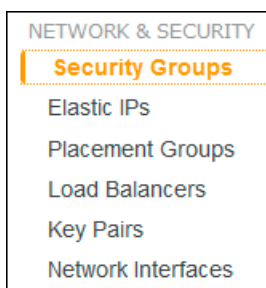 NETWORK & SECURITY
Security Groups
Elastic IPs
Placement Groups
Load Balancers
Key Pairs
Network Interfaces